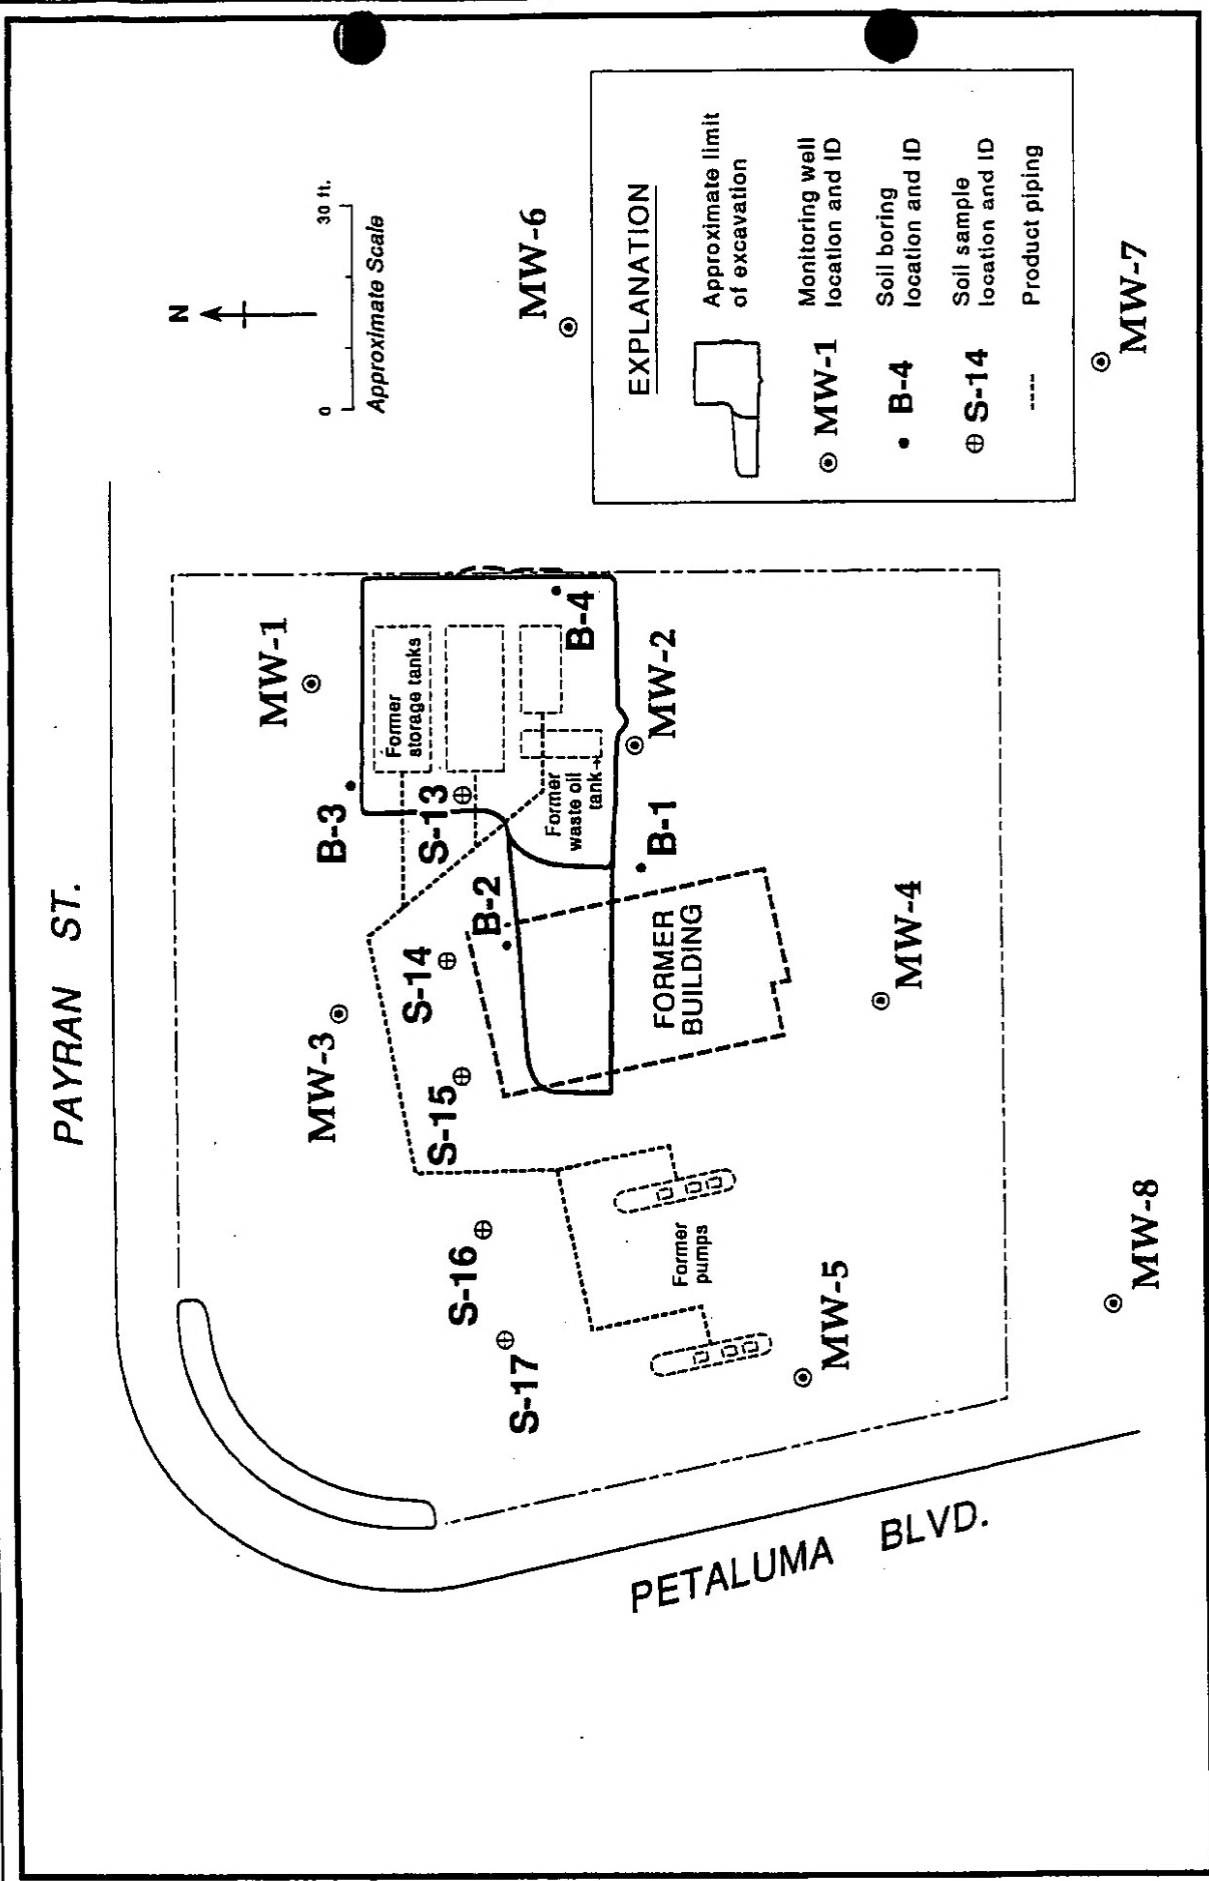 PAYRAN ST.
N
0 30 ft.
Approximate Scale
MW-1
MW-6
B-3
MW-3
Former
storage tanks
S-13
S-14
S-15
B-4
B-2
Former
waste oil
tank
MW-2
B-1
S-16
S-17
FORMER
BUILDING
Former
pumps
MW-4
MW-5
MW-7
MW-8
PETALUMA BLVD.
EXPLANATION
Approximate limit
of excavation
MW-1 Monitoring well
location and ID
B-4 Soil boring
location and ID
S-14 Soil sample
location and ID
Product piping